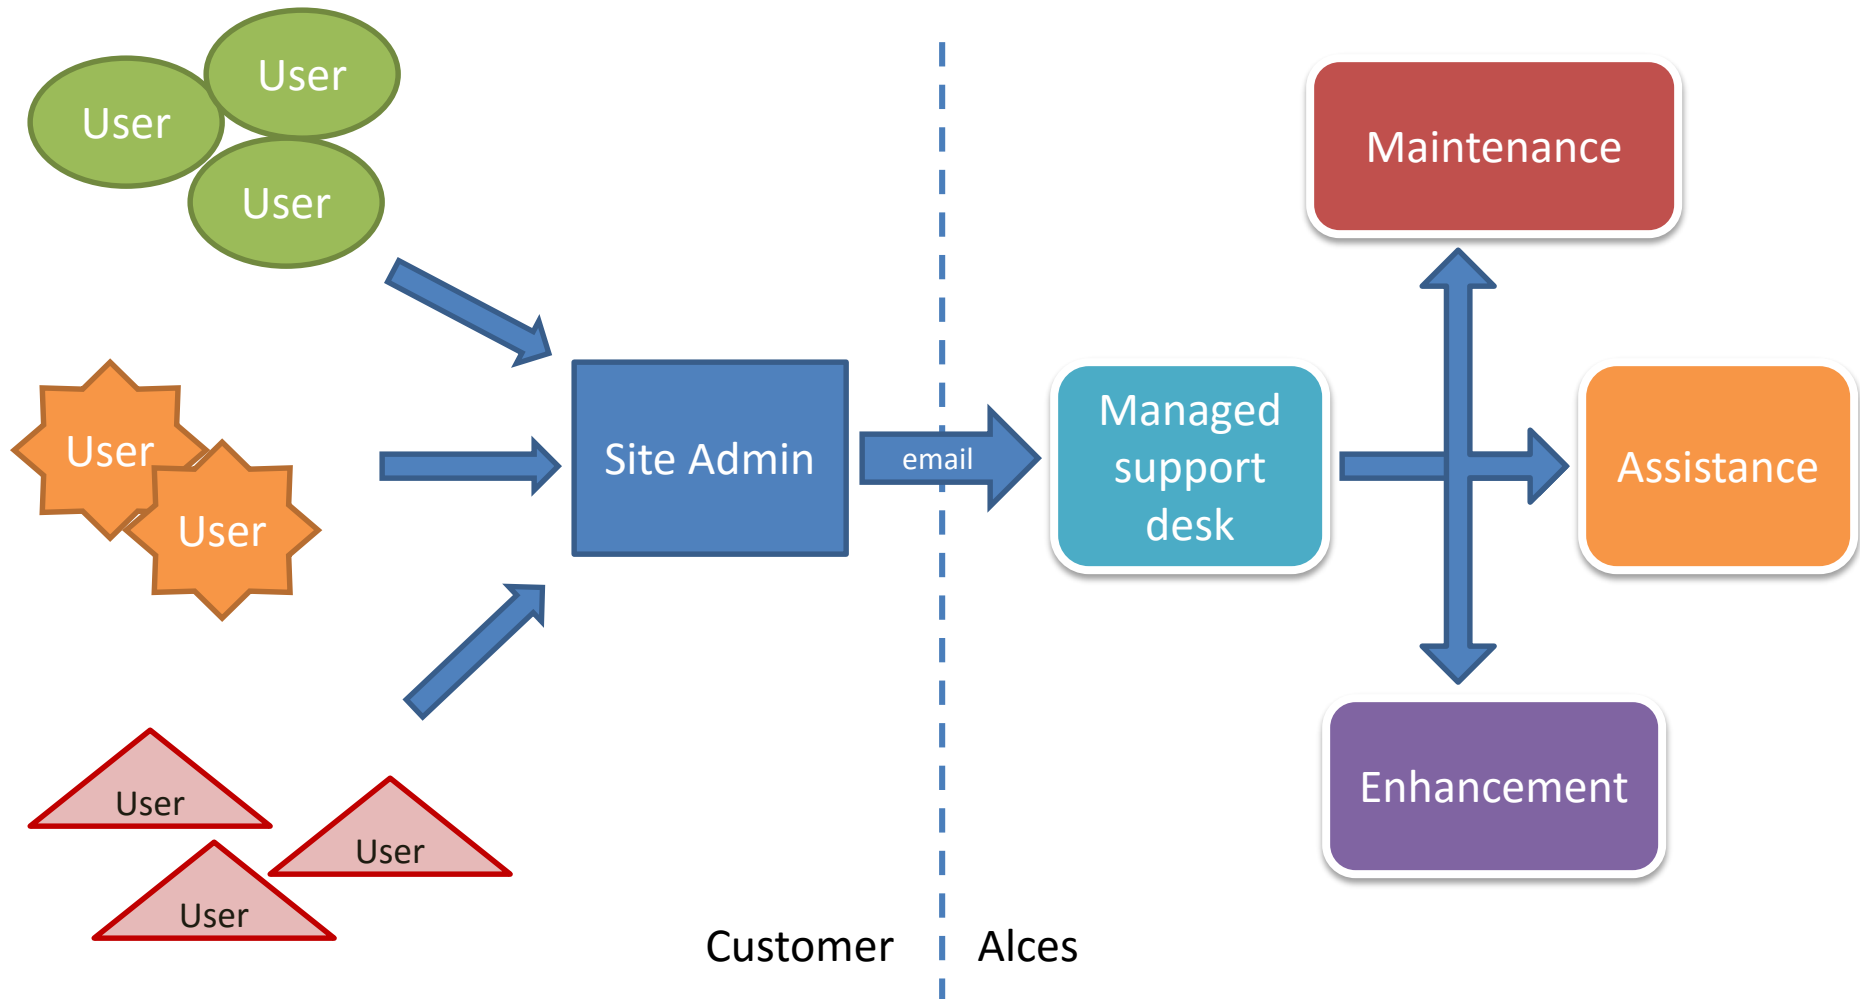 User
User
User
User
User
User
User
User
Site Admin
email
Managed
support
desk
Maintenance
Assistance
Enhancement
Customer
Alces